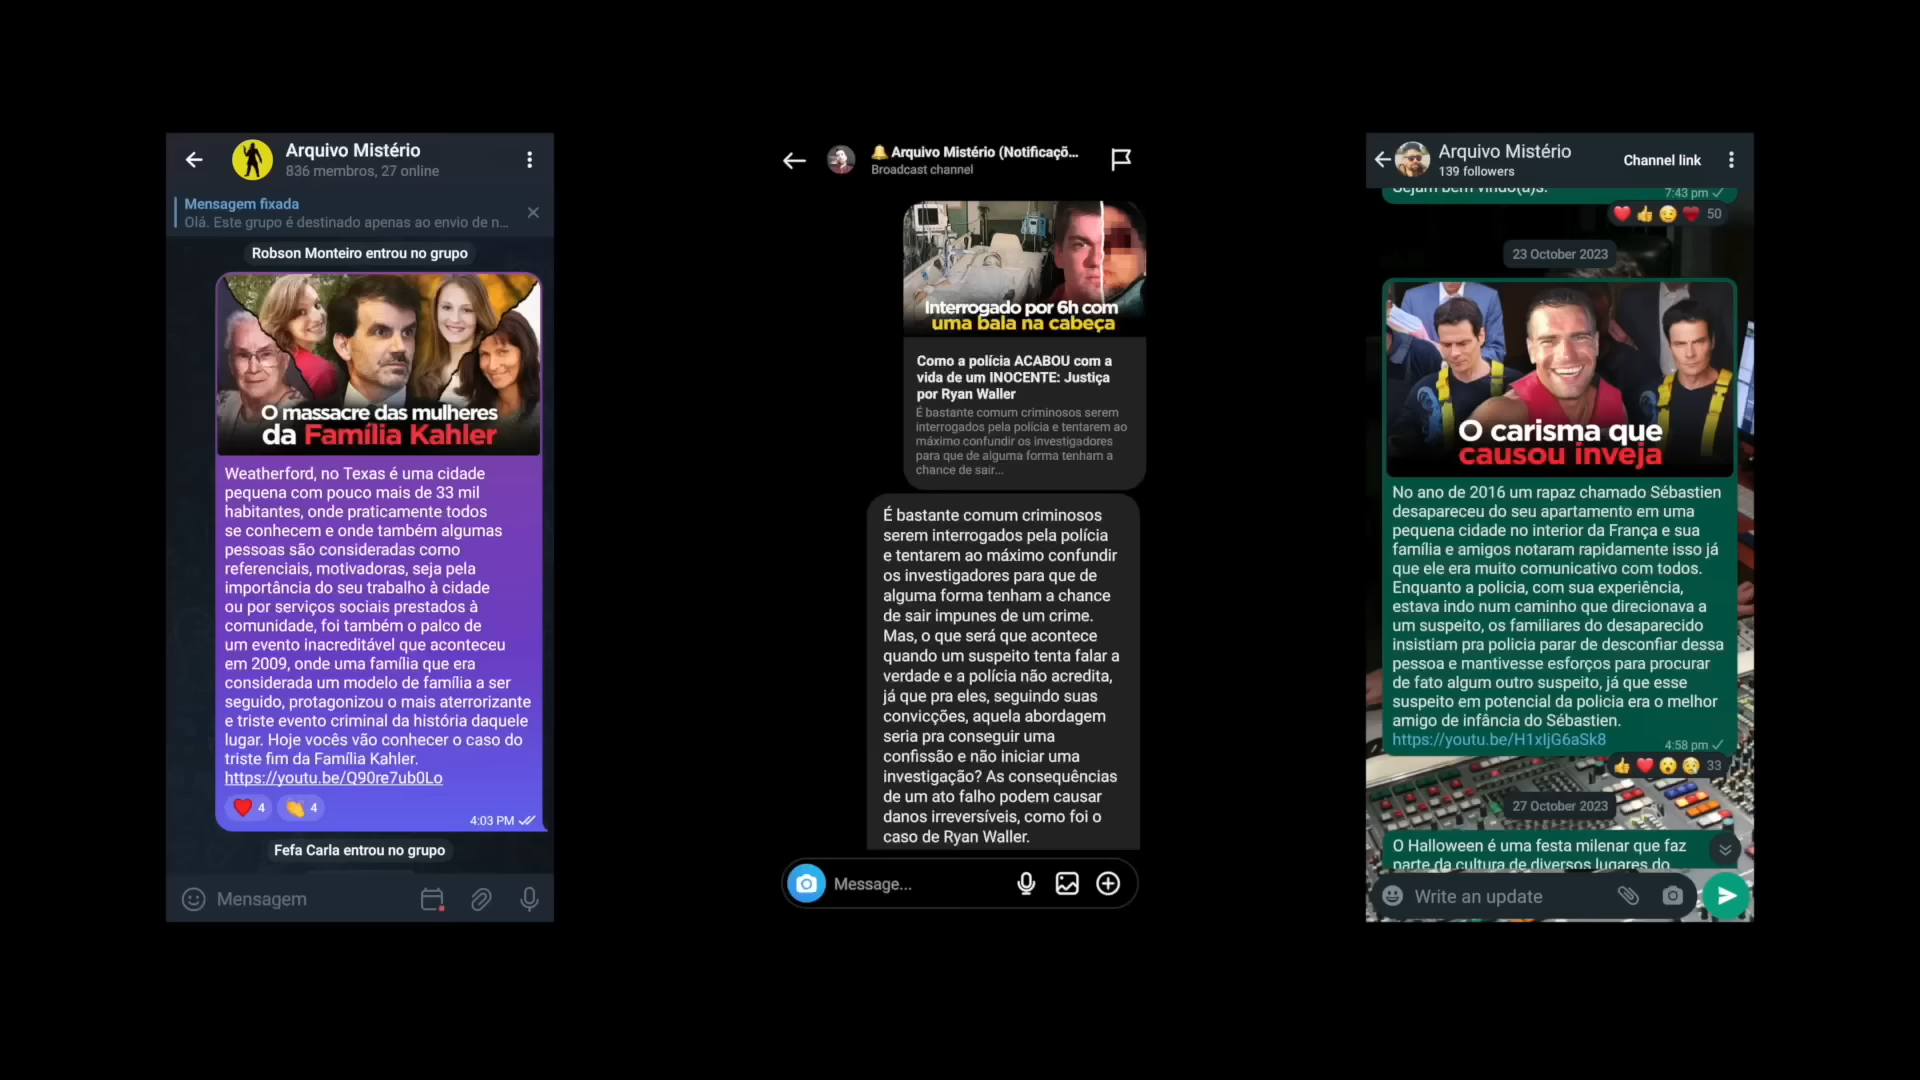 Arquivo Mistério
836 membros, 27 online
Mensagem fixada
Olá. Este grupo é destinado apenas ao envio de n...
Robson Monteiro entrou no grupo
O massacre das mulheres
da Família Kahler
Weatherford, no Texas é uma cidade
pequena com pouco mais de 33 mil
habitantes, onde praticamente todos
se conhecem e onde também algumas
pessoas são consideradas como
referenciais, motivadoras, seja pela
importância do seu trabalho à cidade
ou por serviços sociais prestados à
comunidade, foi também o palco de
um evento inacreditável que aconteceu
em 2009, onde uma família que era
considerada um modelo de família a ser
seguido, protagonizou o mais aterrorizante
e triste evento criminal da história daquele
lugar. Hoje vocês vão conhecer o caso do
triste fim da Família Kahler.
https://youtu.be/Q90re7ub0Lo
4 4
4:03 PM
Fefa Carla entrou no grupo
Mensagem
Arquivo Mistério (Notificaçõ...
Broadcast channel
Interrogado por 6h com
uma bala na cabeça
Como a polícia ACABOU com a
vida de um INOCENTE: Justiça
por Ryan Waller
É bastante comum criminosos serem
interrogados pela polícia e tentarem ao
máximo confundir os investigadores
para que de alguma forma tenham a
chance de sair...
É bastante comum criminosos
serem interrogados pela polícia
e tentarem ao máximo confundir
os investigadores para que de
alguma forma tenham a chance
de sair impunes de um crime.
Mas, o que será que acontece
quando um suspeito tenta falar a
verdade e a polícia não acredita,
já que pra eles, seguindo suas
convicções, aquela abordagem
seria pra conseguir uma
confissão e não iniciar uma
investigação? As consequências
de um ato falho podem causar
danos irreversíveis, como foi o
caso de Ryan Waller.
Message...
Arquivo Mistério
139 followers
Channel link
Sejam bem vindo(a)s.
7:43 pm
50
23 October 2023
O carisma que
causou inveja
No ano de 2016 um rapaz chamado Sébastien
desapareceu do seu apartamento em uma
pequena cidade no interior da França e sua
família e amigos notaram rapidamente isso já
que ele era muito comunicativo com todos.
Enquanto a policia, com sua experiência,
estava indo num caminho que direcionava a
um suspeito, os familiares do desaparecido
insistiam pra policia parar de desconfiar dessa
pessoa e mantivesse esforços para procurar
de fato algum outro suspeito, já que esse
suspeito em potencial da policia era o melhor
amigo de infância do Sébastien.
https://youtu.be/H1xIjG6aSk8
4:58 pm
33
27 October 2023
O Halloween é uma festa milenar que faz
parte da cultura de diversos lugares do
Write an update